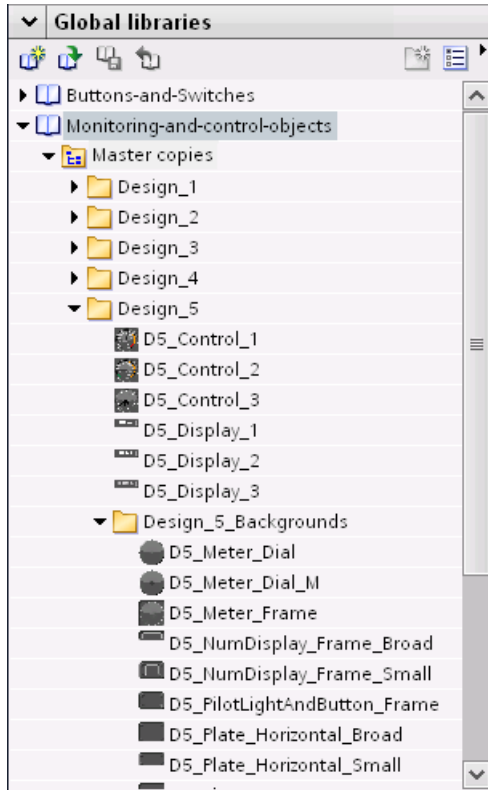 Global libraries
Buttons-and-Switches
Monitoring-and-control-objects
Master copies
Design_1
Design_2
Design_3
Design_4
Design_5
D5_Control_1
D5_Control_2
D5_Control_3
D5_Display_1
D5_Display_2
D5_Display_3
Design_5_Backgrounds
D5_Meter_Dial
D5_Meter_Dial_M
D5_Meter_Frame
D5_NumDisplay_Frame_Broad
D5_NumDisplay_Frame_Small
D5_PilotLightAndButton_Frame
D5_Plate_Horizontal_Broad
D5_Plate_Horizontal_Small